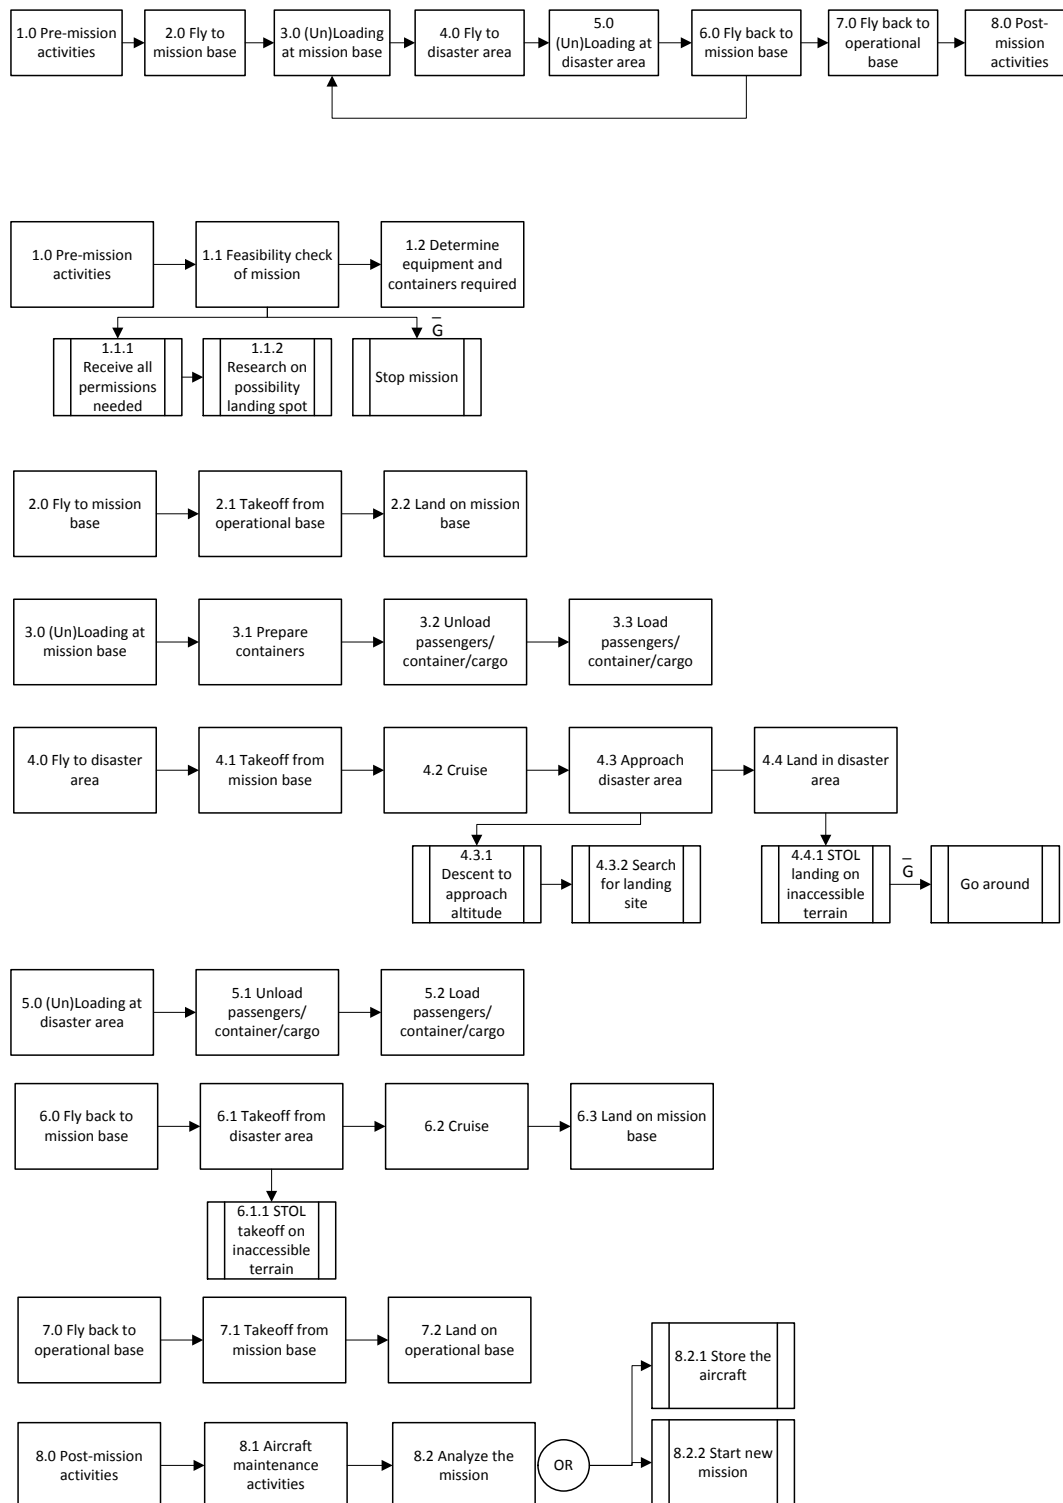 1.0 Pre-mission
activities
2.0 Fly to
mission base
3.0 (Un)Loading
at mission base
4.0 Fly to
disaster area
5.0
(Un)Loading at
disaster area
6.0 Fly back to
mission base
7.0 Fly back to
operational
base
8.0 Post-
mission
activities
1.0 Pre-mission
activities
1.1 Feasibility check
of mission
1.2 Determine
equipment and
containers required
G̅
1.1.1
Receive all
permissions
needed
1.1.2
Research on
possibility
landing spot
Stop mission
2.0 Fly to mission
base
2.1 Takeoff from
operational base
2.2 Land on mission
base
3.0 (Un)Loading at
mission base
3.1 Prepare
containers
3.2 Unload
passengers/
container/cargo
3.3 Load
passengers/
container/cargo
4.0 Fly to disaster
area
4.1 Takeoff from
mission base
4.2 Cruise
4.3 Approach
disaster area
4.4 Land in disaster
area
4.3.1
Descent to
approach
altitude
4.3.2 Search
for landing
site
4.4.1 STOL
landing on
inaccessible
terrain
G̅
Go around
5.0 (Un)Loading at
disaster area
5.1 Unload
passengers/
container/cargo
5.2 Load
passengers/
container/cargo
6.0 Fly back to
mission base
6.1 Takeoff from
disaster area
6.2 Cruise
6.3 Land on mission
base
6.1.1 STOL
takeoff on
inaccessible
terrain
7.0 Fly back to
operational base
7.1 Takeoff from
mission base
7.2 Land on
operational base
8.2.1 Store the
aircraft
8.0 Post-mission
activities
8.1 Aircraft
maintenance
activities
8.2 Analyze the
mission
OR
8.2.2 Start new
mission